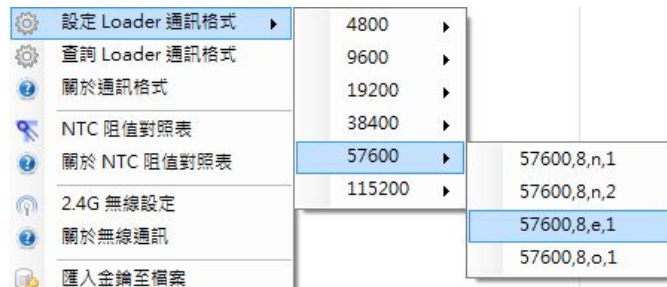 設定 Loader 通訊格式
查詢 Loader 通訊格式
關於通訊格式
NTC 阻值對照表
關於 NTC 阻值對照表
2.4G 無線設定
關於無線通訊
匯入金鑰至檔案
4800
9600
19200
38400
57600
115200
57600,8,n,1
57600,8,n,2
57600,8,e,1
57600,8,o,1